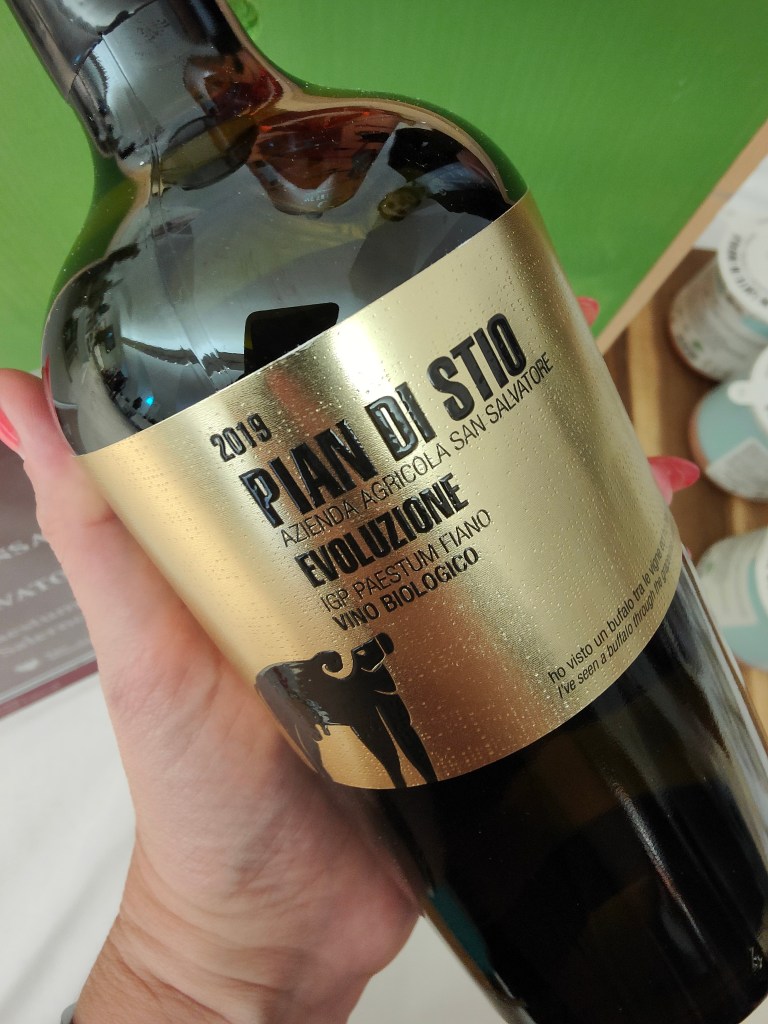 2019
PIAN DI STIO
AZIENDA AGRICOLA SAN SALVATORE
EVOLUZIONE
IGP PAESTUM FIANO
VINO BIOLOGICO
ho visto un bufalo tra le vigne
I've seen a buffalo through the